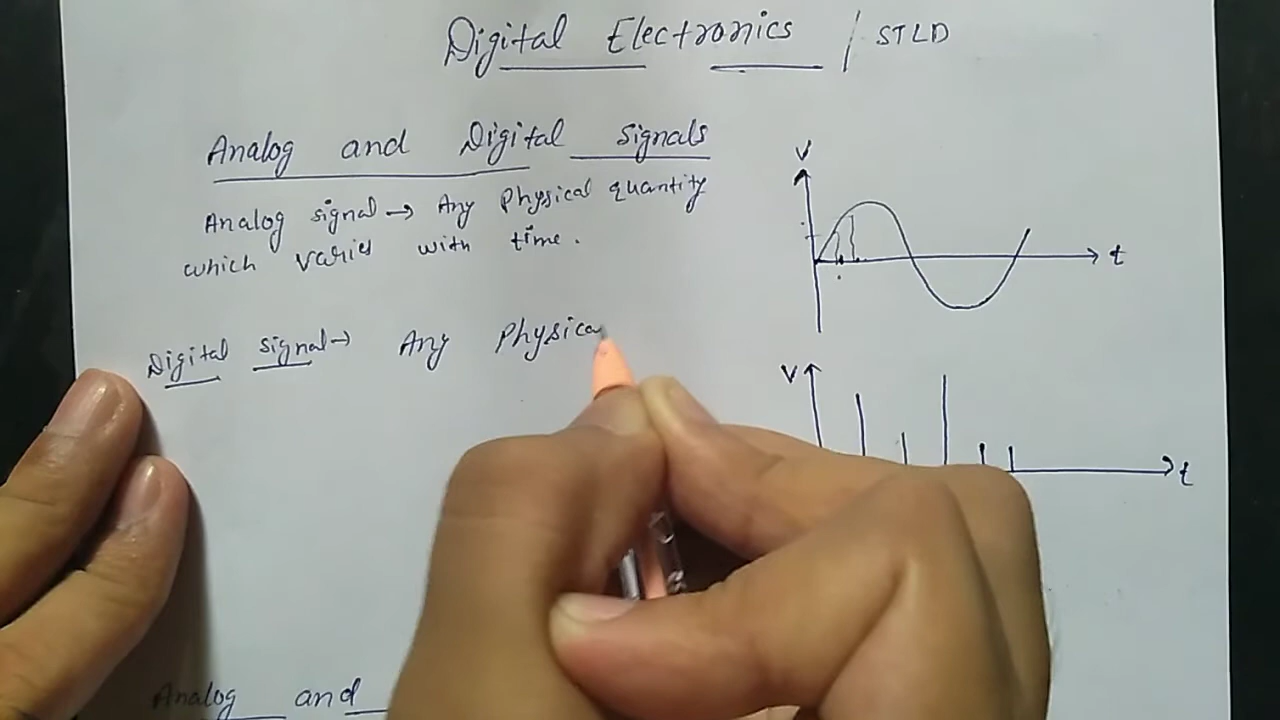 Digital Electronics / STLD
Analog and Digital signals
Analog signal → Any Physical quantity
which varies with time.
V
t
Digital signal → Any Physica
V
t
Analog and